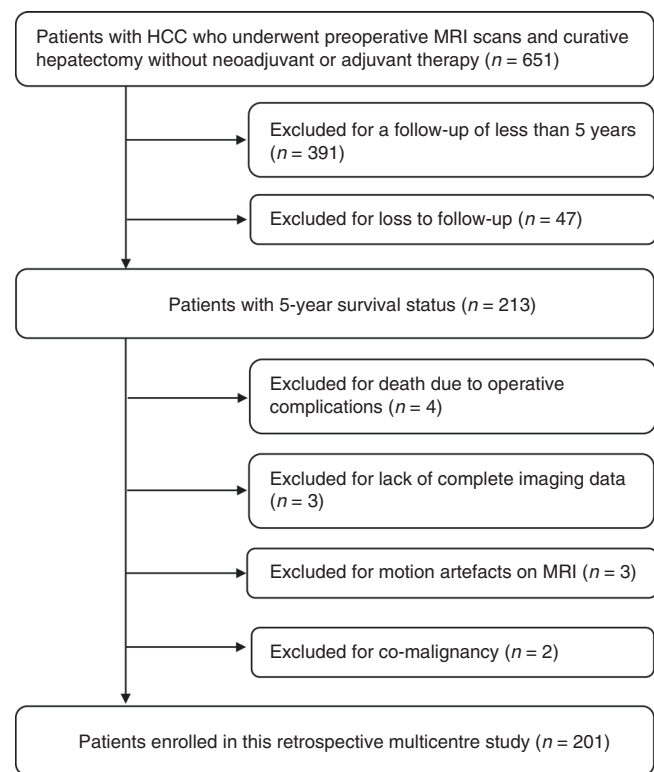 Patients with HCC who underwent preoperative MRI scans and curative
hepatectomy without neoadjuvant or adjuvant therapy (n = 651)
Excluded for a follow-up of less than 5 years
(n = 391)
Excluded for loss to follow-up (n = 47)
Patients with 5-year survival status (n = 213)
Excluded for death due to operative
complications (n = 4)
Excluded for lack of complete imaging data
(n = 3)
Excluded for motion artefacts on MRI (n = 3)
Excluded for co-malignancy (n = 2)
Patients enrolled in this retrospective multicentre study (n = 201)